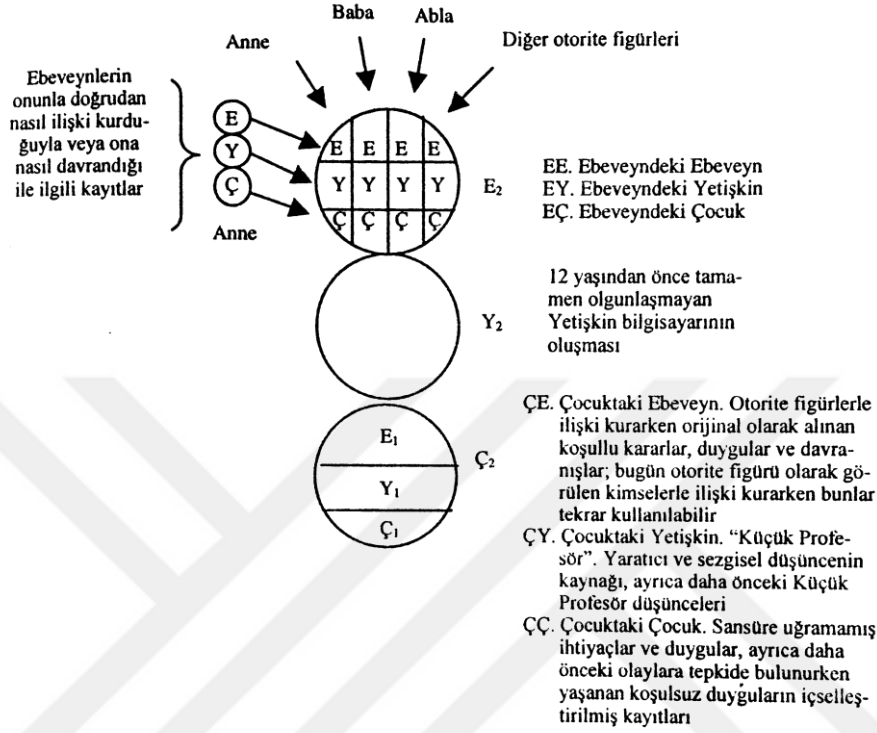 Baba
Abla
Anne
Diğer otorite figürleri
Ebeveynlerin
onunla doğrudan
nasıl ilişki kurdu-
ğuyla veya ona
nasıl davrandığı
ile ilgili kayıtlar
E
Y
Ç
Anne
E E E E
Y Y Y Y
Ç Ç Ç Ç
E₂
EE. Ebeveyndeki Ebeveyn
EY. Ebeveyndeki Yetişkin
EÇ. Ebeveyndeki Çocuk
Y₂
12 yaşından önce tama-
men olgunlaşmayan
Yetişkin bilgisayarının
oluşması
E₁
Y₁
Ç₁
Ç₂
ÇE. Çocuktaki Ebeveyn. Otorite figürlerle
ilişki kurarken orijinal olarak alınan
koşullu kararlar, duygular ve davra-
nışlar; bugün otorite figürü olarak gö-
rülen kimselerle ilişki kurarken bunlar
tekrar kullanılabilir
ÇY. Çocuktaki Yetişkin. “Küçük Profe-
sör”. Yaratıcı ve sezgisel düşüncenin
kaynağı, ayrıca daha önceki Küçük
Profesör düşünceleri
ÇÇ. Çocuktaki Çocuk. Sansüre uğramamış
ihtiyaçlar ve duygular, ayrıca daha
önceki olaylara tepkide bulunurken
yaşanan koşulsuz duyguların içselleş-
tirilmiş kayıtları